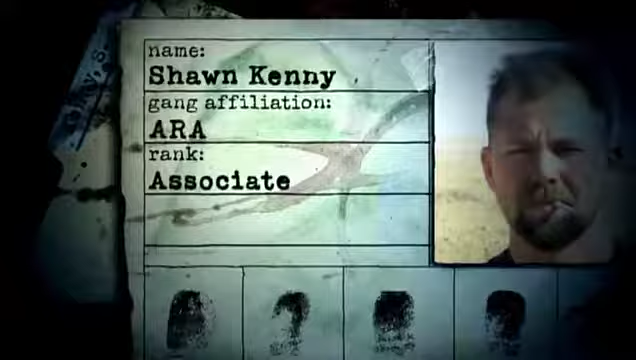 name:
Shawn Kenny
gang affiliation:
ARA
rank:
Associate